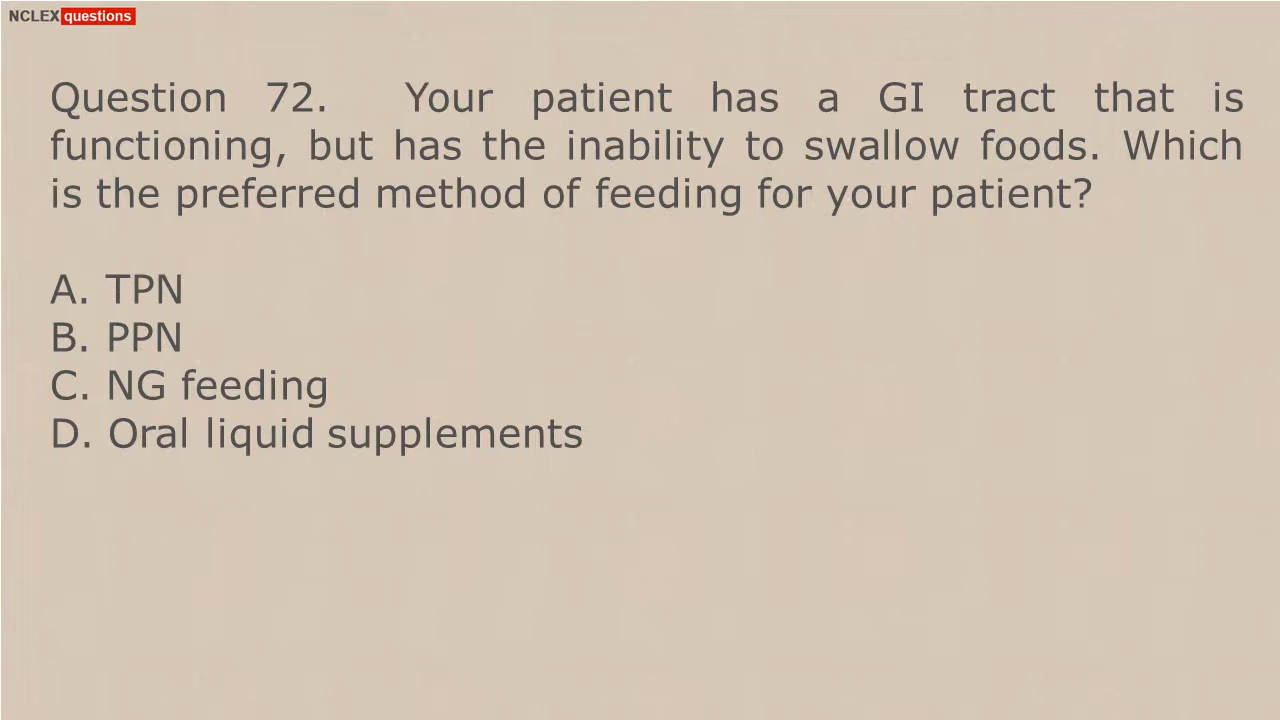 NCLEX questions
Question 72. Your patient has a GI tract that is
functioning, but has the inability to swallow foods. Which
is the preferred method of feeding for your patient?
A. TPN
B. PPN
C. NG feeding
D. Oral liquid supplements